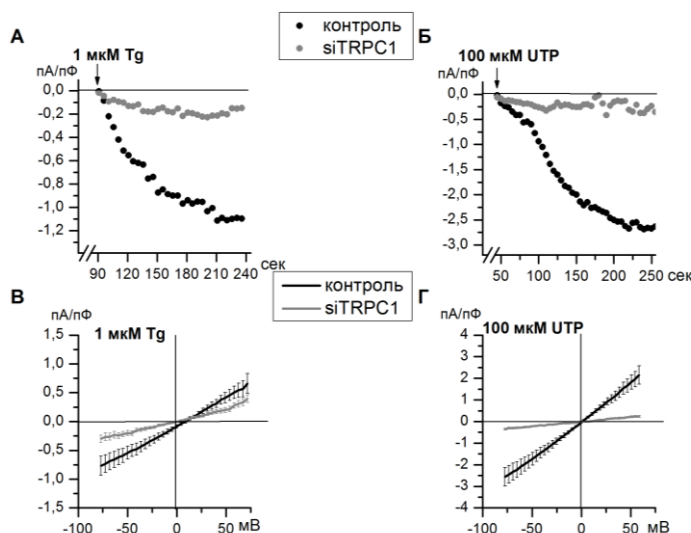 контроль
siTRPC1
А
1 мкМ Tg
пА/пФ
0,0
-0,2
-0,4
-0,6
-0,8
-1,0
-1,2
90 120 150 180 210 240 сек
Б
100 мкМ UTP
пА/пФ
0,0
-0,5
-1,0
-1,5
-2,0
-2,5
-3,0
50 100 150 200 250 сек
контроль
siTRPC1
В
пА/пФ
1 мкМ Tg
1,5
1,0
0,5
0,0
-0,5
-1,0
-1,5
-100 -50 0 50 мВ
Г
пА/пФ
100 мкМ UTP
4
3
2
1
0
-1
-2
-3
-4
-100 -50 0 50 мВ